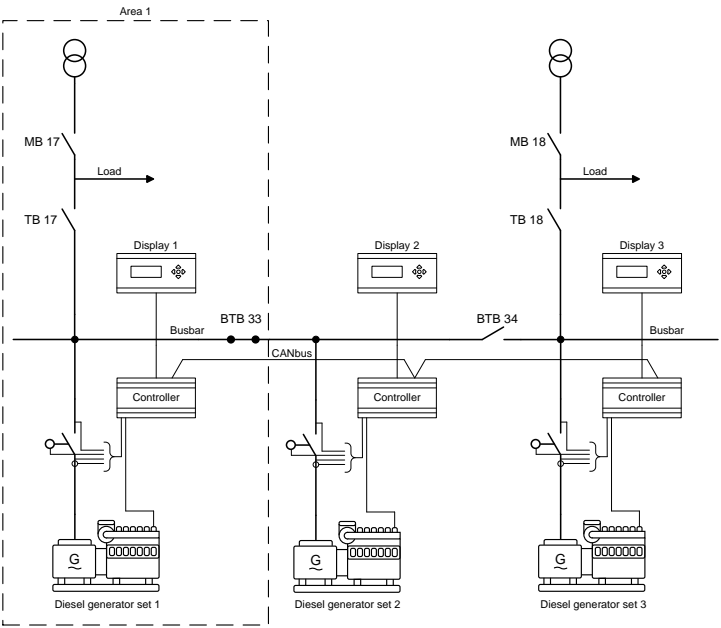 Area 1
MB 17
MB 18
Load
Load
TB 17
TB 18
Display 1
Display 2
Display 3
BTB 33
BTB 34
Busbar
Busbar
CANbus
Controller
Controller
Controller
G
G
G
Diesel generator set 1
Diesel generator set 2
Diesel generator set 3